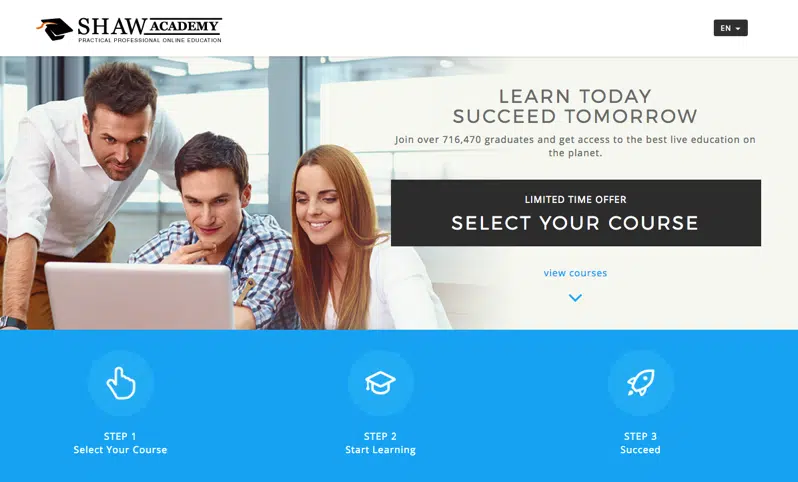 SHAW ACADEMY
PRACTICAL PROFESSIONAL ONLINE EDUCATION
EN
LEARN TODAY
SUCCEED TOMORROW
Join over 716,470 graduates and get access to the best live education on
the planet.
LIMITED TIME OFFER
SELECT YOUR COURSE
view courses
STEP 1
Select Your Course
STEP 2
Start Learning
STEP 3
Succeed